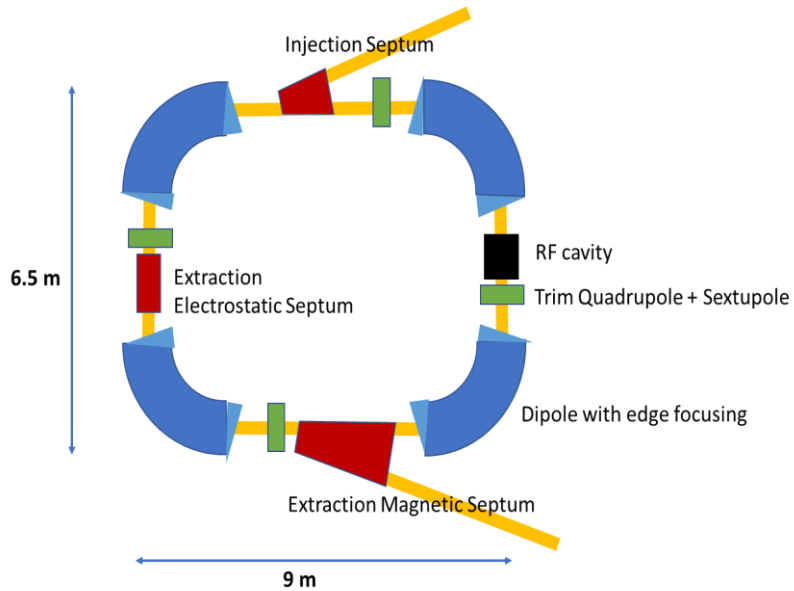 Injection Septum
6.5 m
Extraction
Electrostatic Septum
RF cavity
Trim Quadrupole + Sextupole
Dipole with edge focusing
Extraction Magnetic Septum
9 m